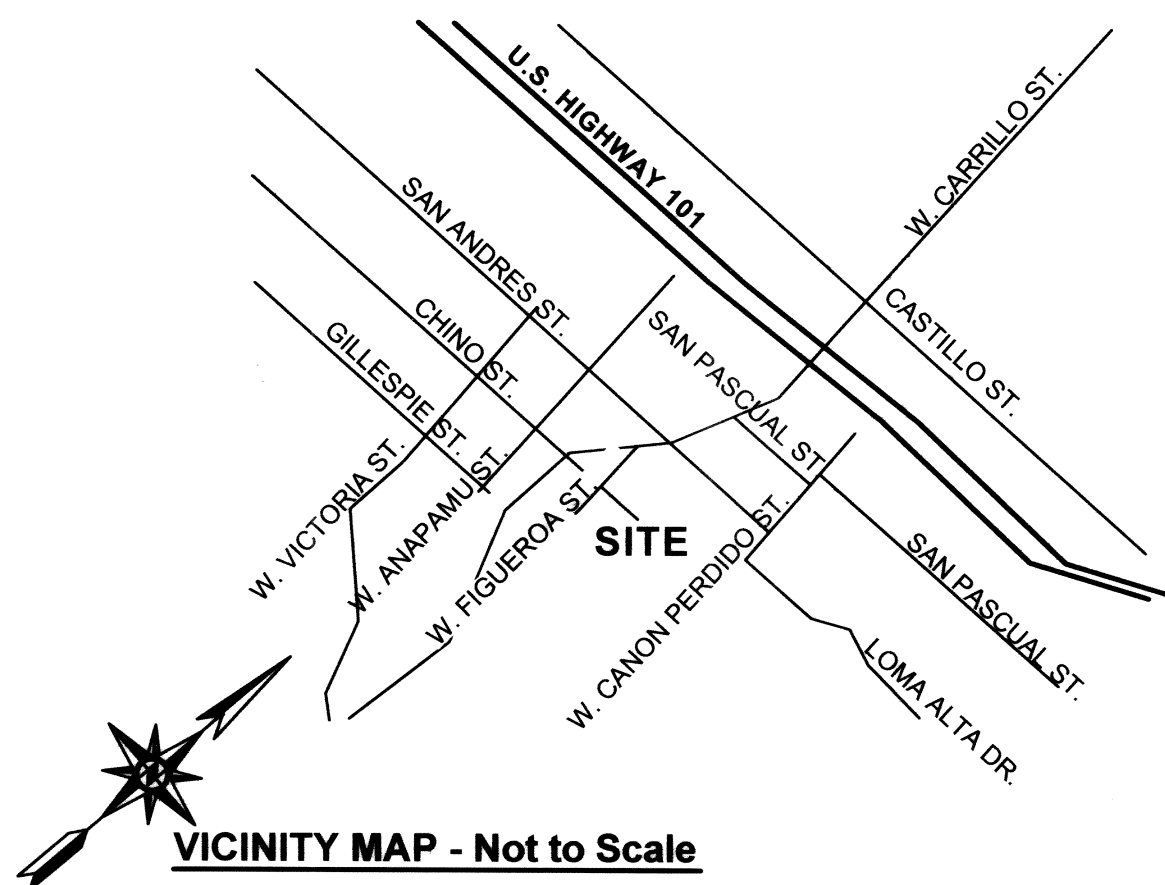 U.S. HIGHWAY 101
W. CARRILLO ST.
SAN ANDRES ST.
CASTILLO ST.
CHINO ST.
SAN PASCUAL ST
GILLESPIE ST.
W. VICTORIA ST.
W. ANAPAMU ST.
W. FIGUEROA ST.
SITE
W. CANON PERDIDO ST.
SAN PASCUAL ST.
LOMA ALTA DR.
N
VICINITY MAP - Not to Scale